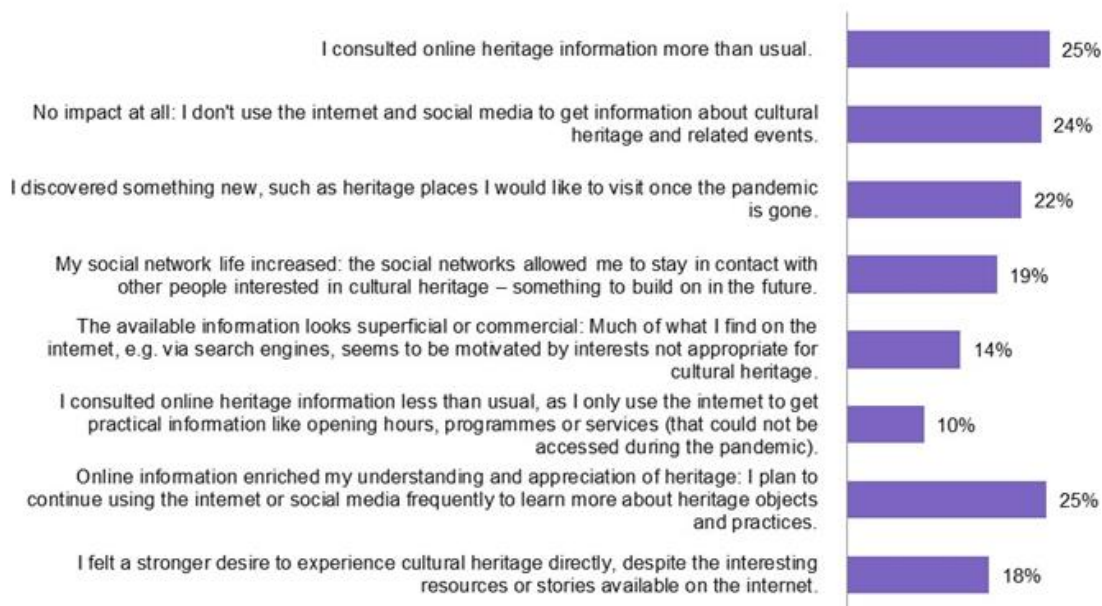 I consulted online heritage information more than usual.
25%
No impact at all: I don't use the internet and social media to get information about cultural
heritage and related events.
24%
I discovered something new, such as heritage places I would like to visit once the pandemic
is gone.
22%
My social network life increased: the social networks allowed me to stay in contact with
other people interested in cultural heritage – something to build on in the future.
19%
The available information looks superficial or commercial: Much of what I find on the
internet, e.g. via search engines, seems to be motivated by interests not appropriate for
cultural heritage.
14%
I consulted online heritage information less than usual, as I only use the internet to get
practical information like opening hours, programmes or services (that could not be
accessed during the pandemic).
10%
Online information enriched my understanding and appreciation of heritage: I plan to
continue using the internet or social media frequently to learn more about heritage objects
and practices.
25%
I felt a stronger desire to experience cultural heritage directly, despite the interesting
resources or stories available on the internet.
18%